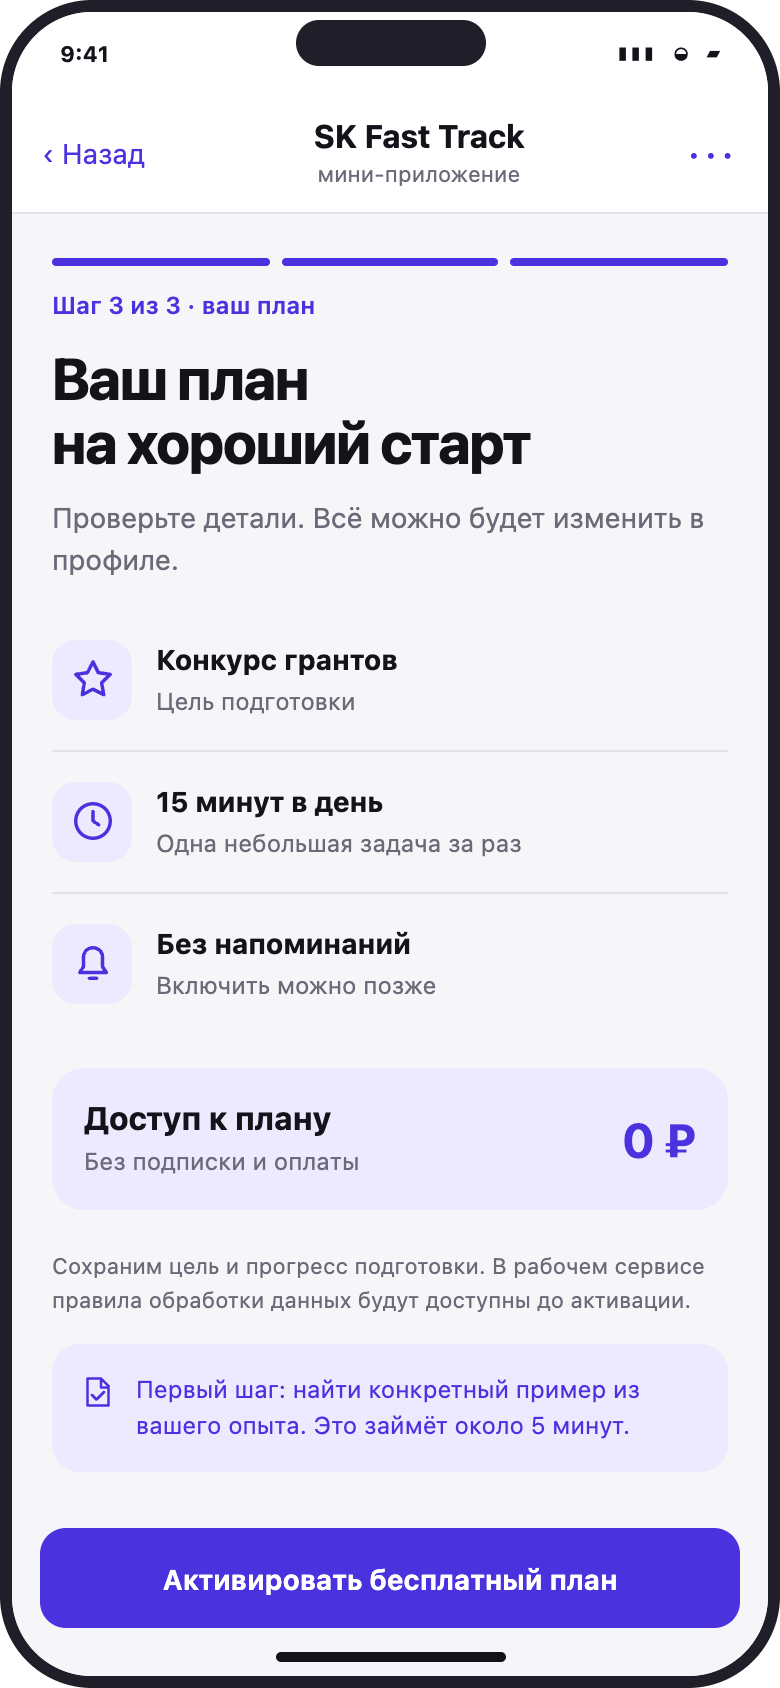 9:41
‹ Назад
SK Fast Track
мини-приложение
Шаг 3 из 3 · ваш план
Ваш план
на хороший старт
Проверьте детали. Всё можно будет изменить в
профиле.
Конкурс грантов
Цель подготовки
15 минут в день
Одна небольшая задача за раз
Без напоминаний
Включить можно позже
Доступ к плану
Без подписки и оплаты
0 ₽
Сохраним цель и прогресс подготовки. В рабочем сервисе
правила обработки данных будут доступны до активации.
Первый шаг: найти конкретный пример из
вашего опыта. Это займёт около 5 минут.
Активировать бесплатный план